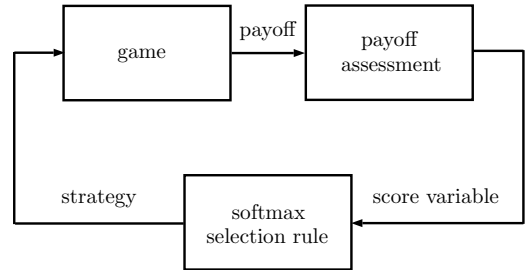 game
payoff
payoff
assessment
score variable
softmax
selection rule
strategy